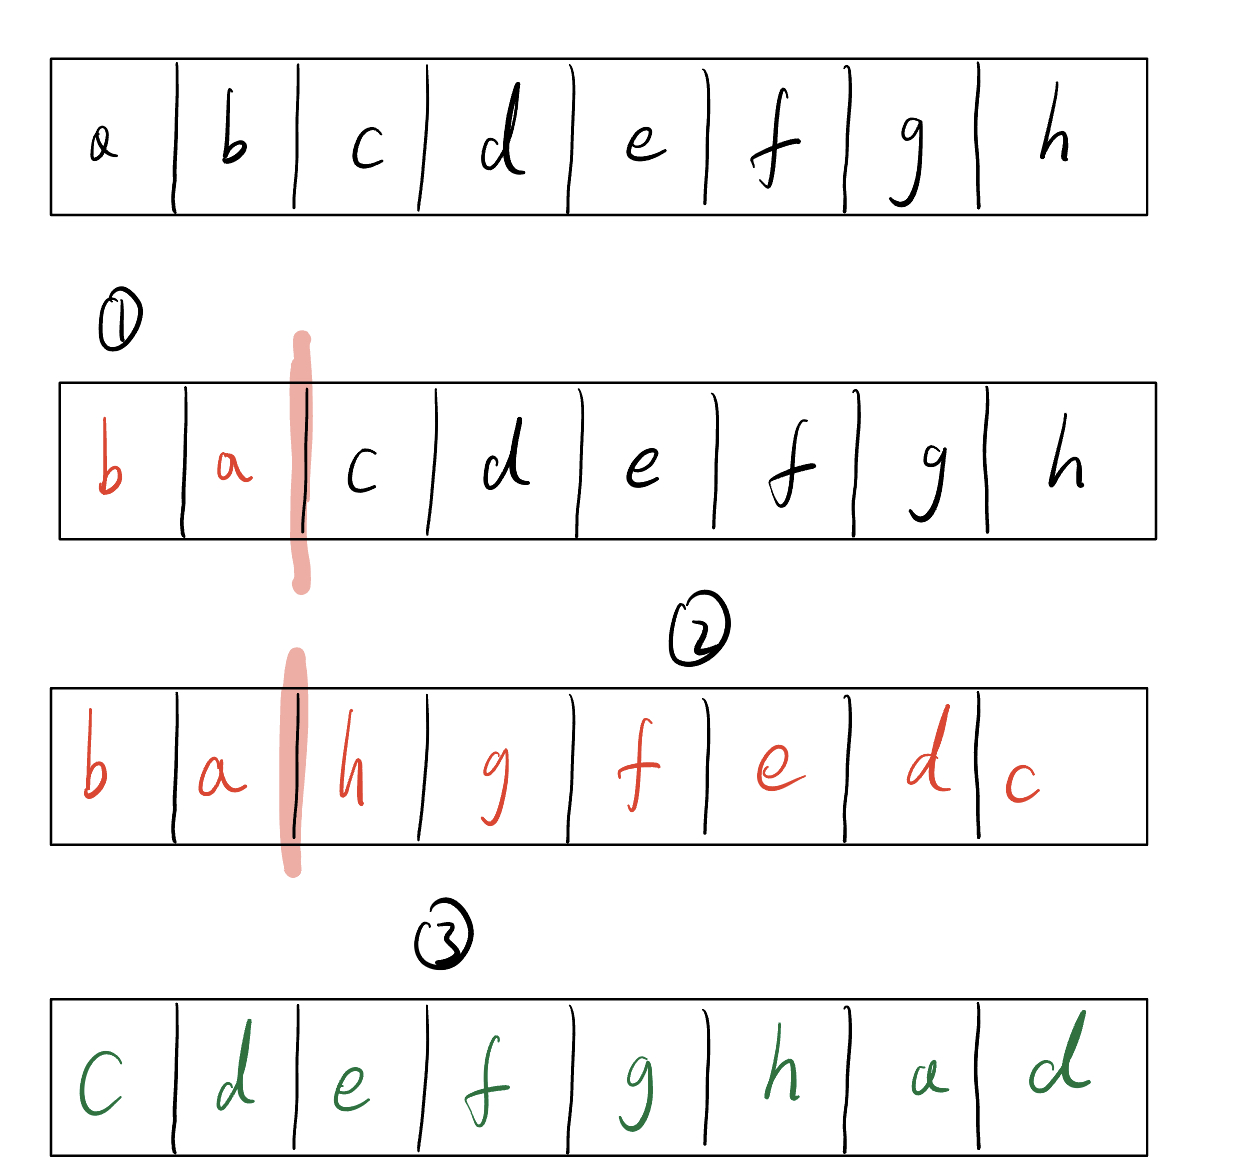 a b c d e f g h
①
b a c d e f g h
②
b a h g f e d c
③
c d e f g h a d